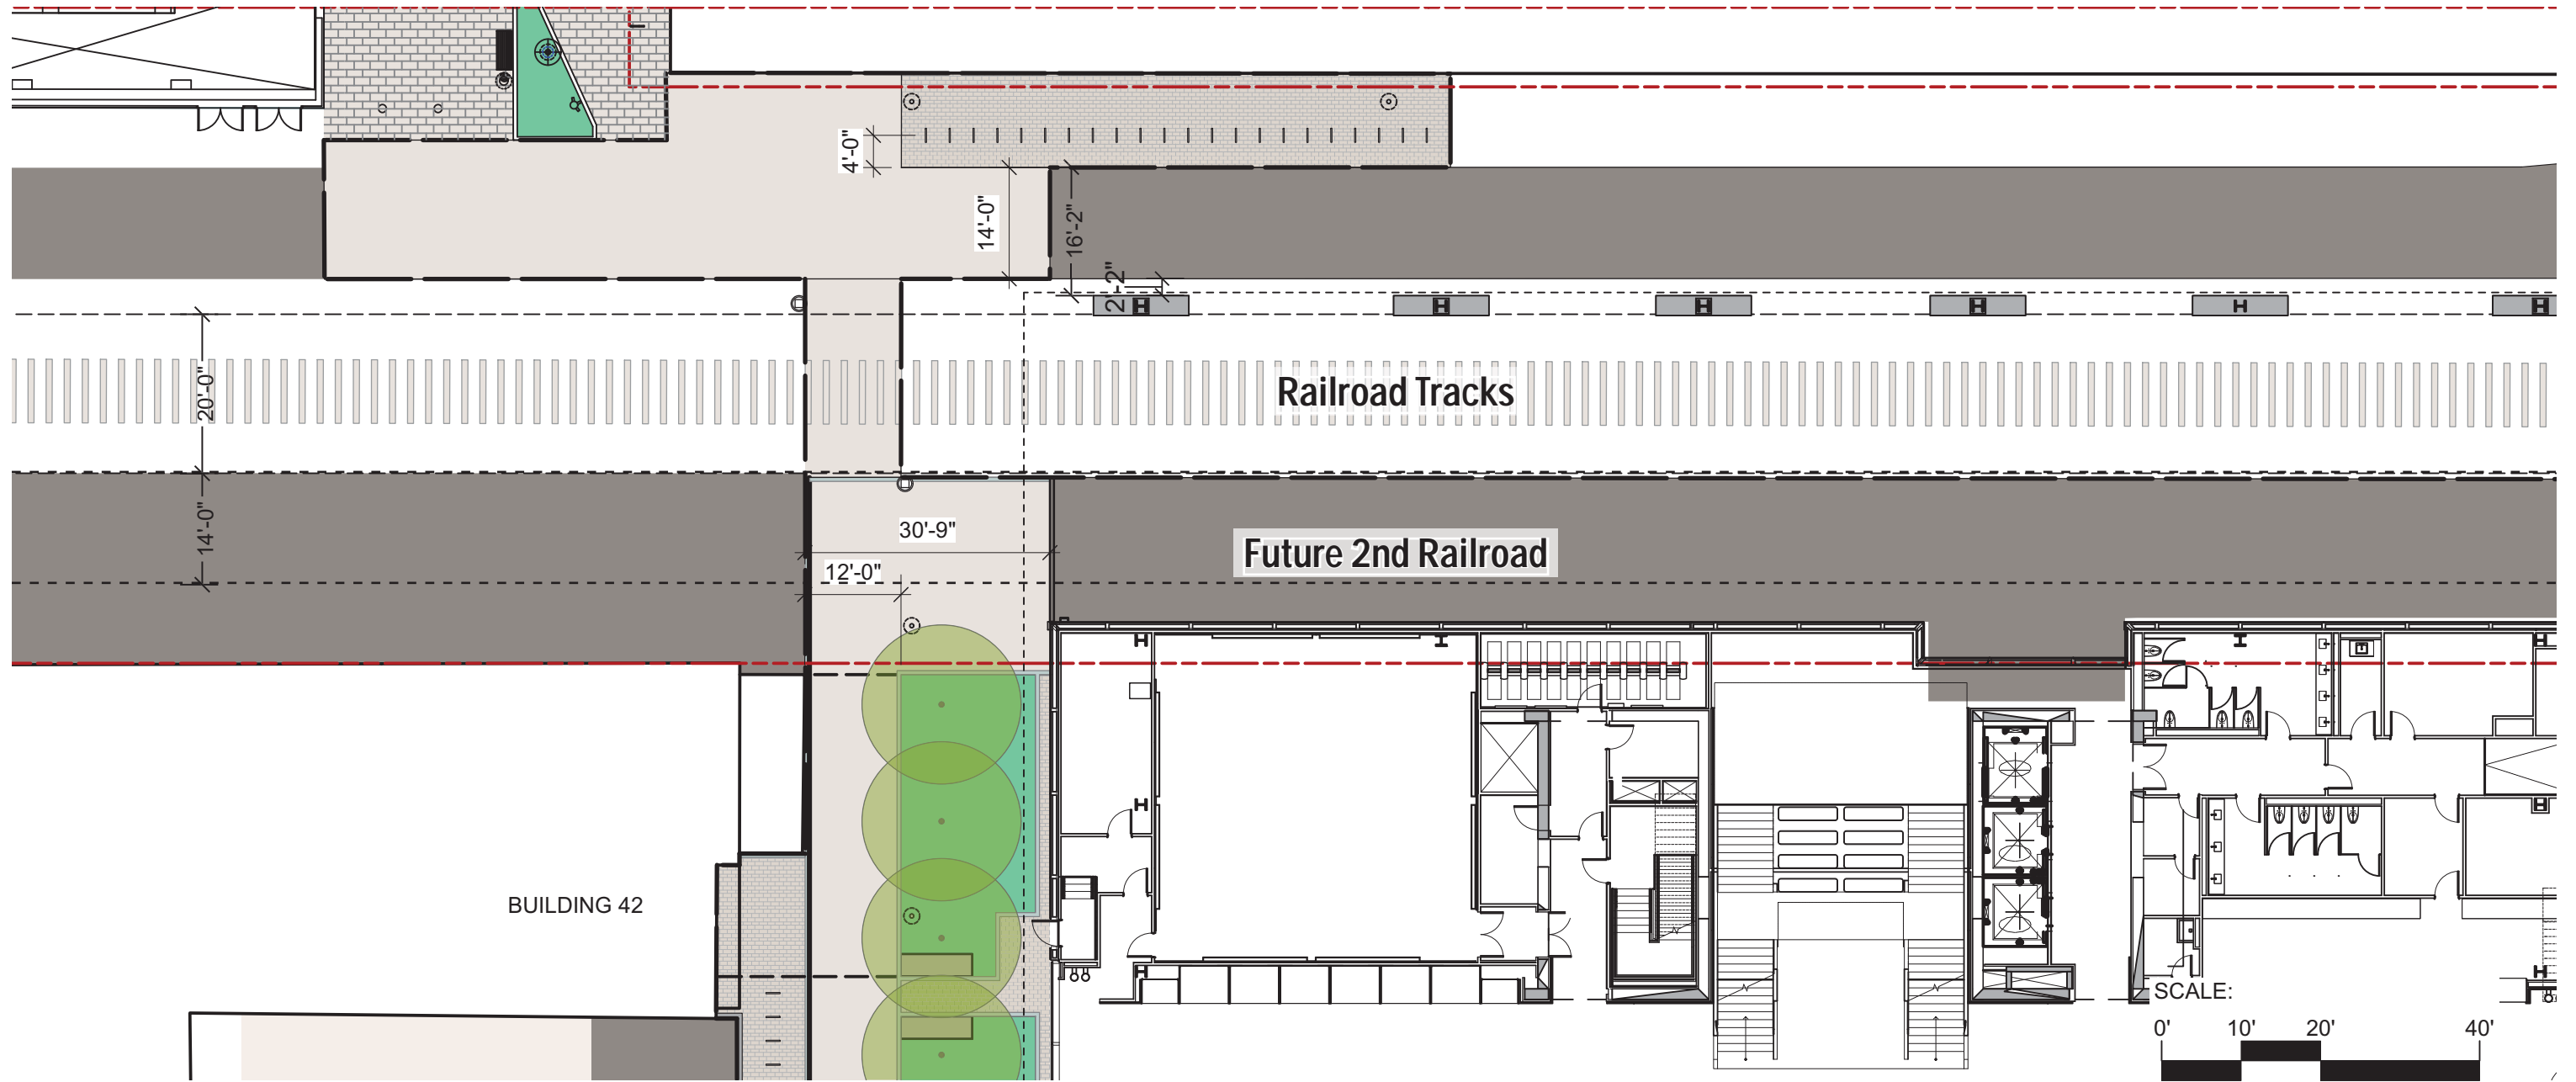 4'-0"
14'-0"
16'-2"
2'-2"
20'-0"
Railroad Tracks
14'-0"
30'-9"
12'-0"
Future 2nd Railroad
BUILDING 42
SCALE:
0' 10' 20' 40'